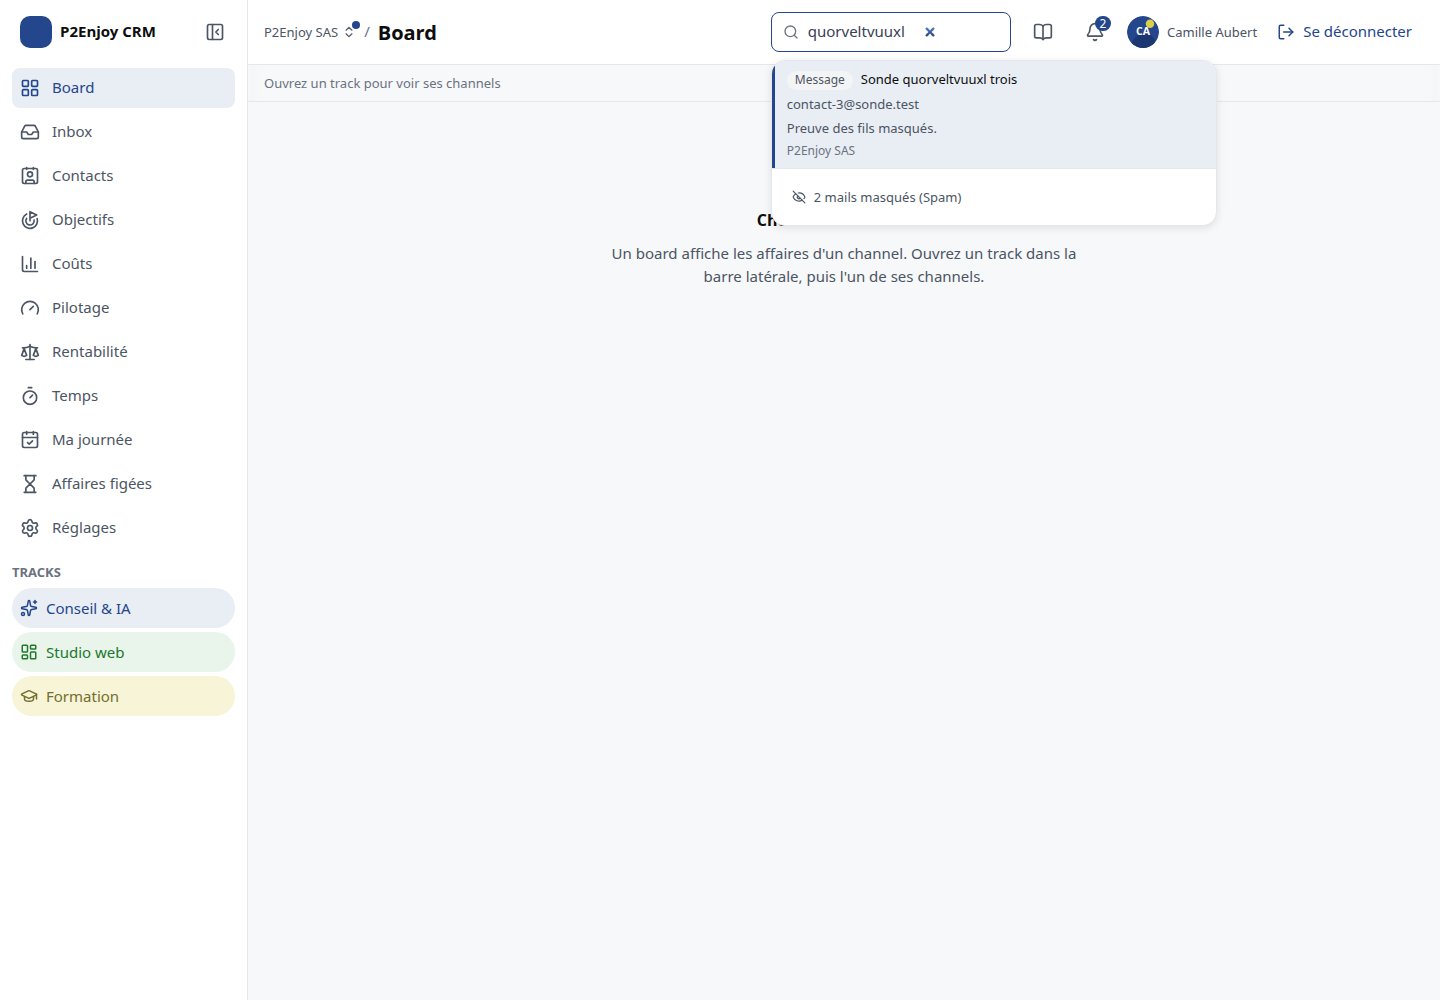 P2Enjoy CRM
P2Enjoy SAS / Board
quorveltvuuxl
2
CA
Camille Aubert
Se déconnecter
Board
Inbox
Contacts
Objectifs
Coûts
Pilotage
Rentabilité
Temps
Ma journée
Affaires figées
Réglages
TRACKS
Conseil & IA
Studio web
Formation
Ouvrez un track pour voir ses channels
Message Sonde quorveltvuuxl trois
contact-3@sonde.test
Preuve des fils masqués.
P2Enjoy SAS
2 mails masqués (Spam)
Un board affiche les affaires d'un channel. Ouvrez un track dans la
barre latérale, puis l'un de ses channels.